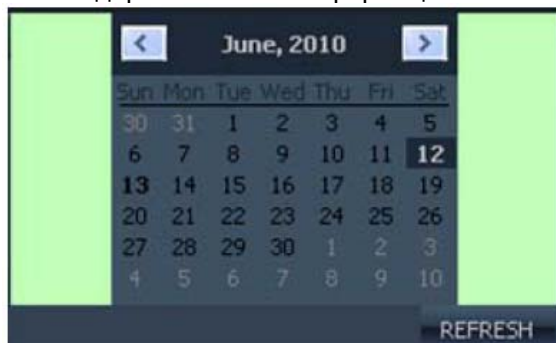 < June, 2010 >
Sun Mon Tue Wed Thu Fri Sat
30 31 1 2 3 4 5
6 7 8 9 10 11 12
13 14 15 16 17 18 19
20 21 22 23 24 25 26
27 28 29 30 1 2 3
4 5 6 7 8 9 10
REFRESH